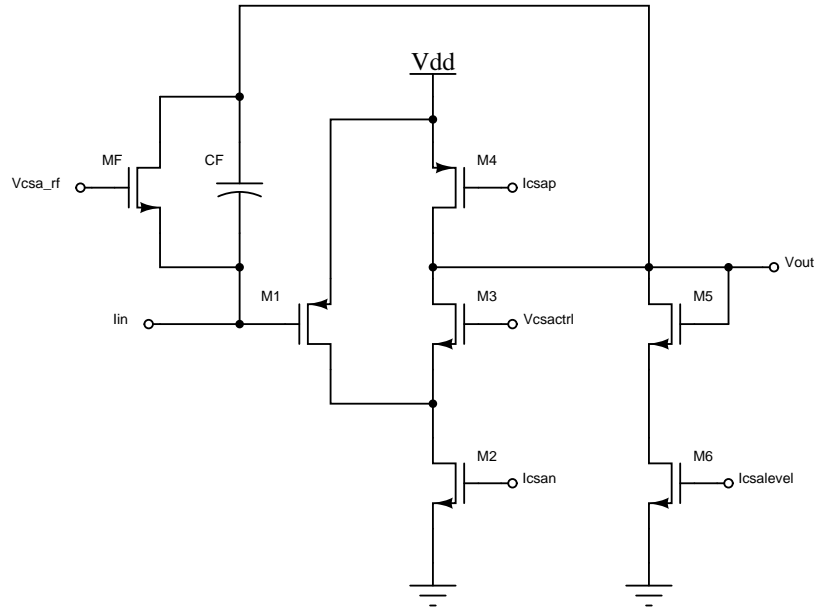 Vdd
MF
CF
M4
Vcsa_rf
Icsap
Vout
M1
M3
M5
Iin
Vcsactrl
M2
M6
Icsan
Icsalevel